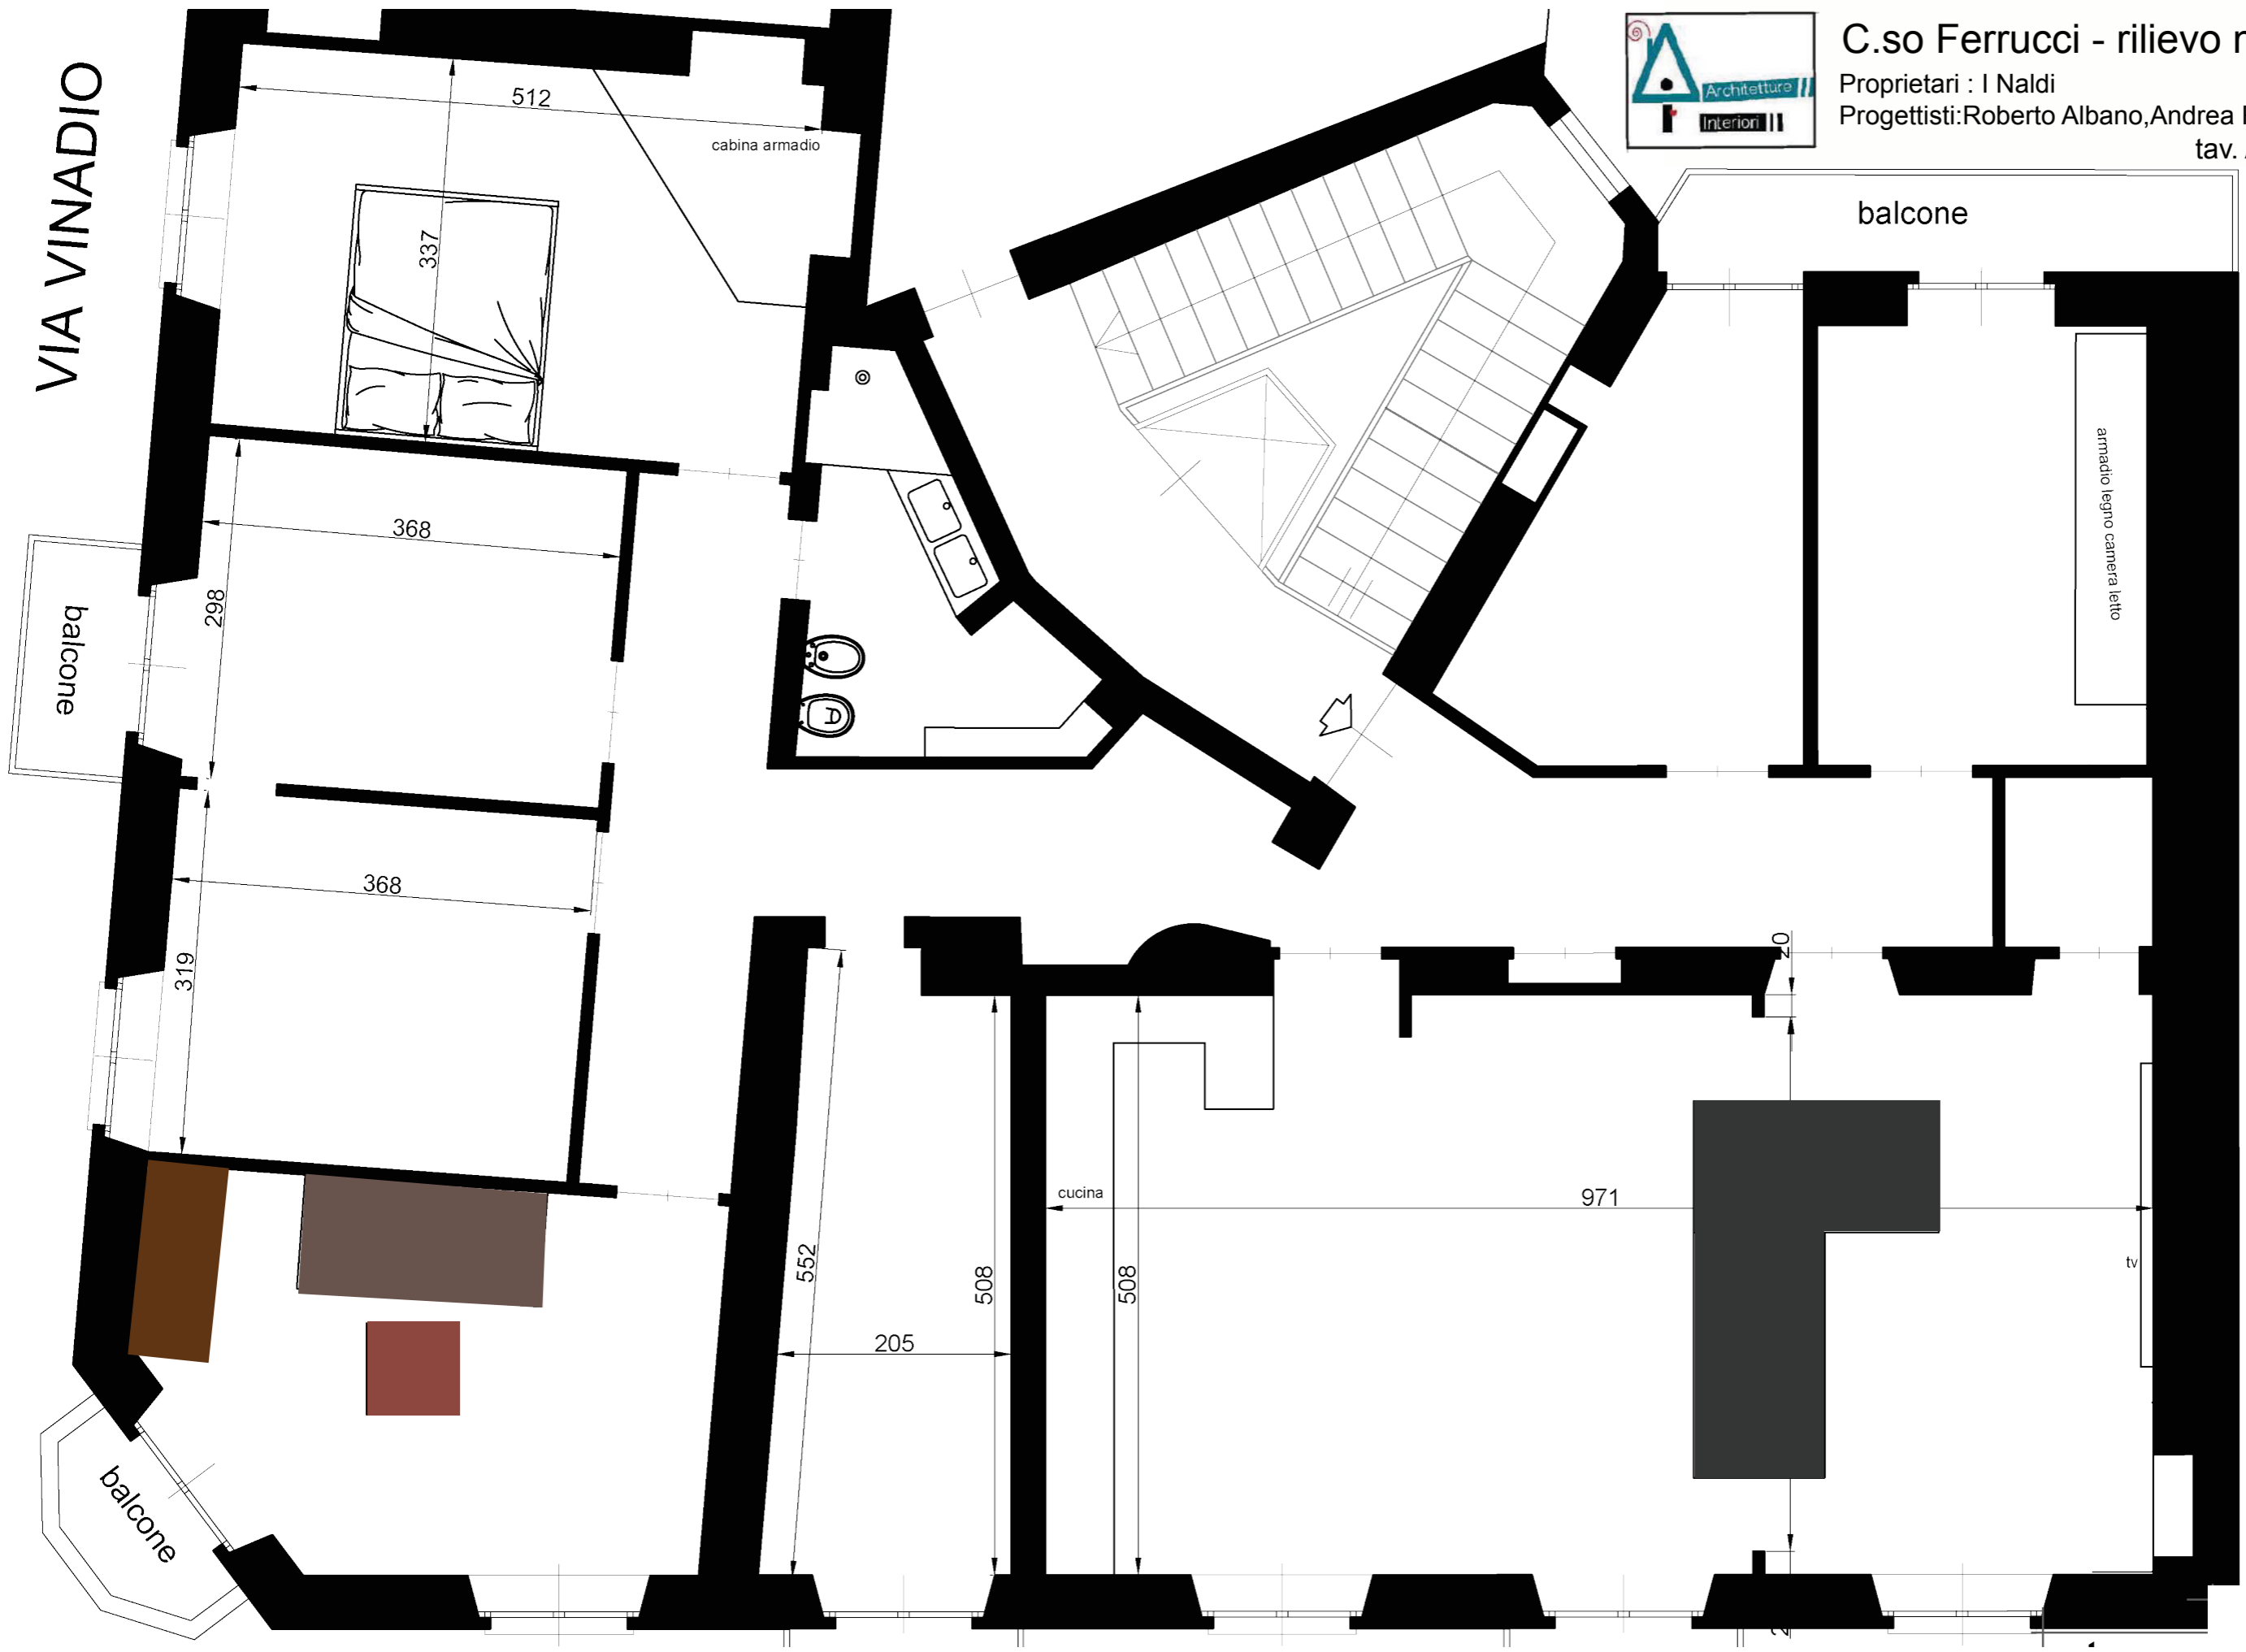 C.so Ferrucci - rilievo
Proprietari : I Naldi
Progettisti:Roberto Albano,Andrea
tav.
Architetture
Interiori
VIA VINADIO
512
cabina armadio
337
balcone
armadio legno camera letto
368
298
balcone
368
319
20
cucina
971
552
508
508
205
tv
balcone